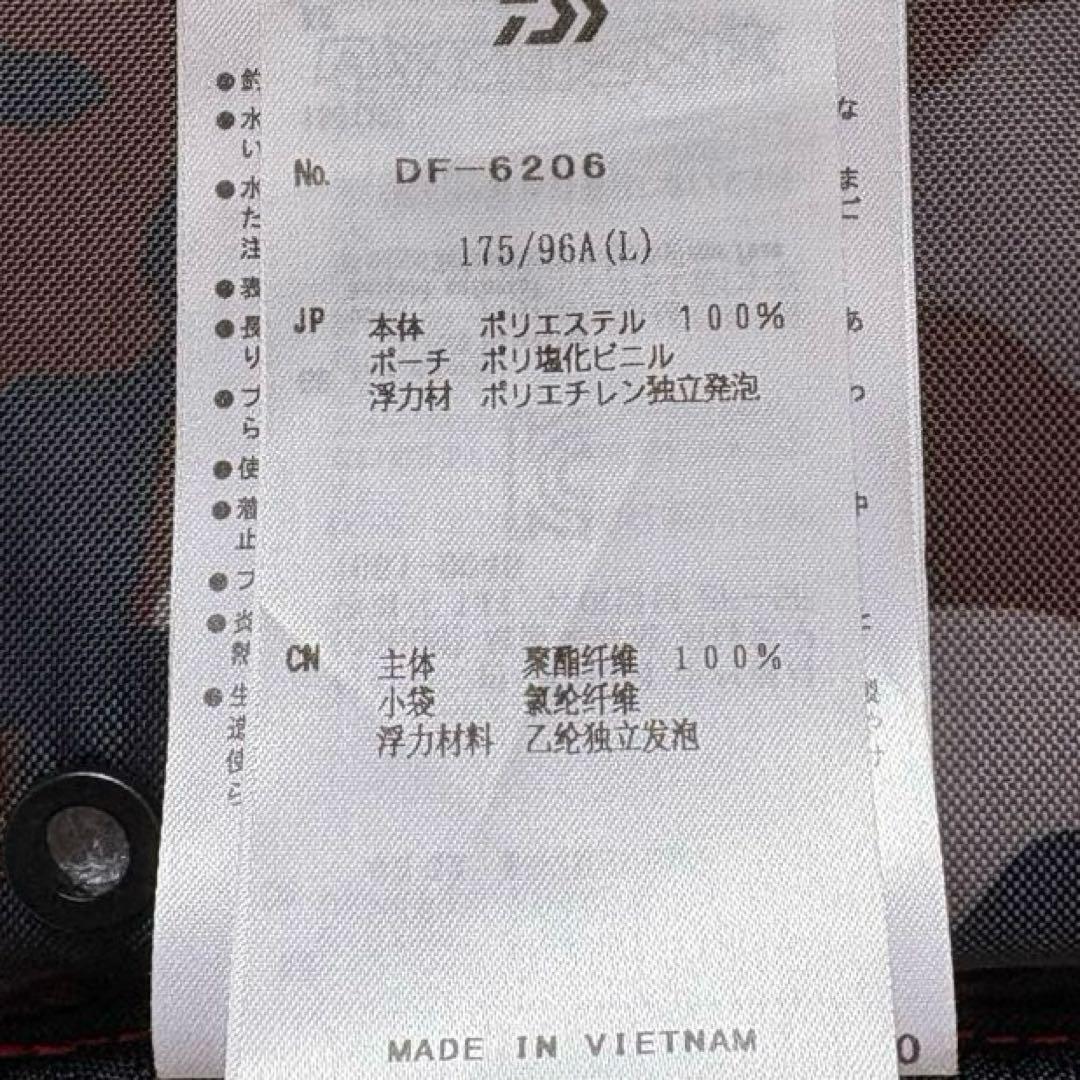 No. DF-6206
175/96A(L)
JP 本体 ポリエステル 100%
ポーチ ポリ塩化ビニル
浮力材 ポリエチレン独立発泡
CN 主体 聚酯纤维 100%
小袋 氯纶纤维
浮力材料 乙纶独立发泡
MADE IN VIETNAM